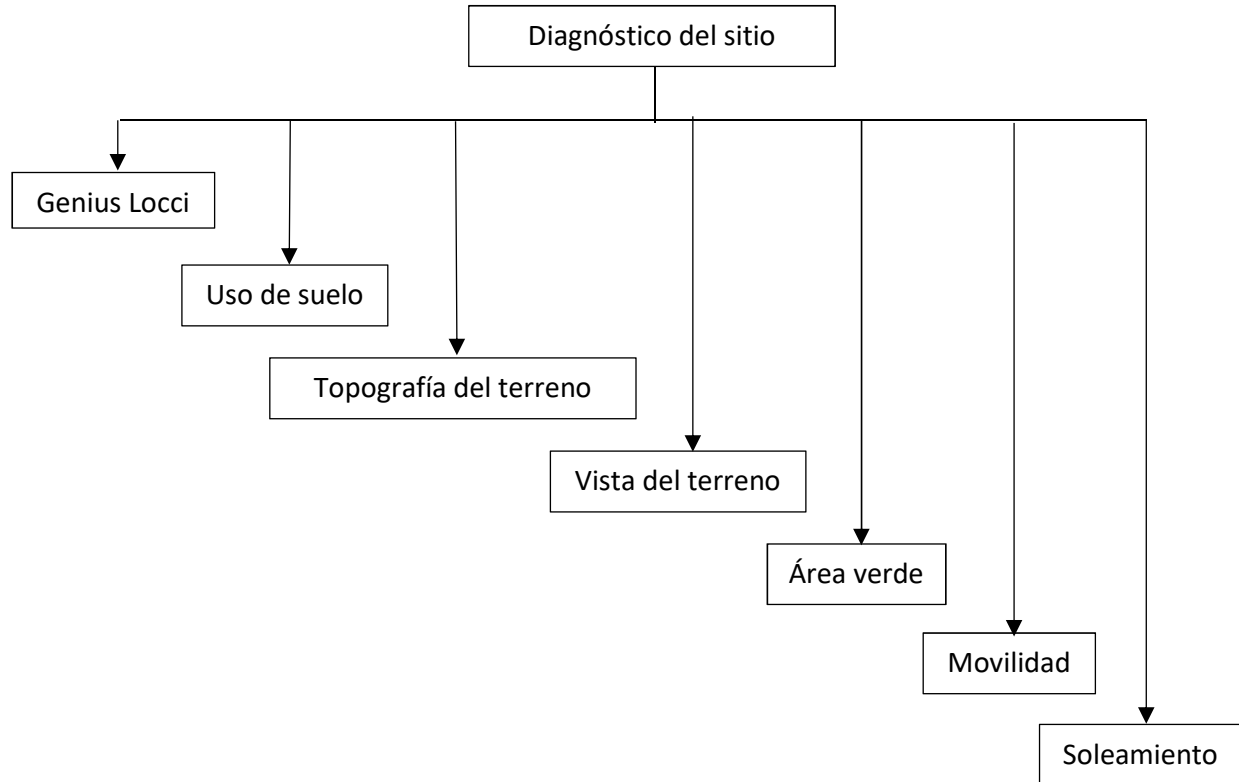 Diagnóstico del sitio
Genius Locci
Uso de suelo
Topografía del terreno
Vista del terreno
Área verde
Movilidad
Soleamiento